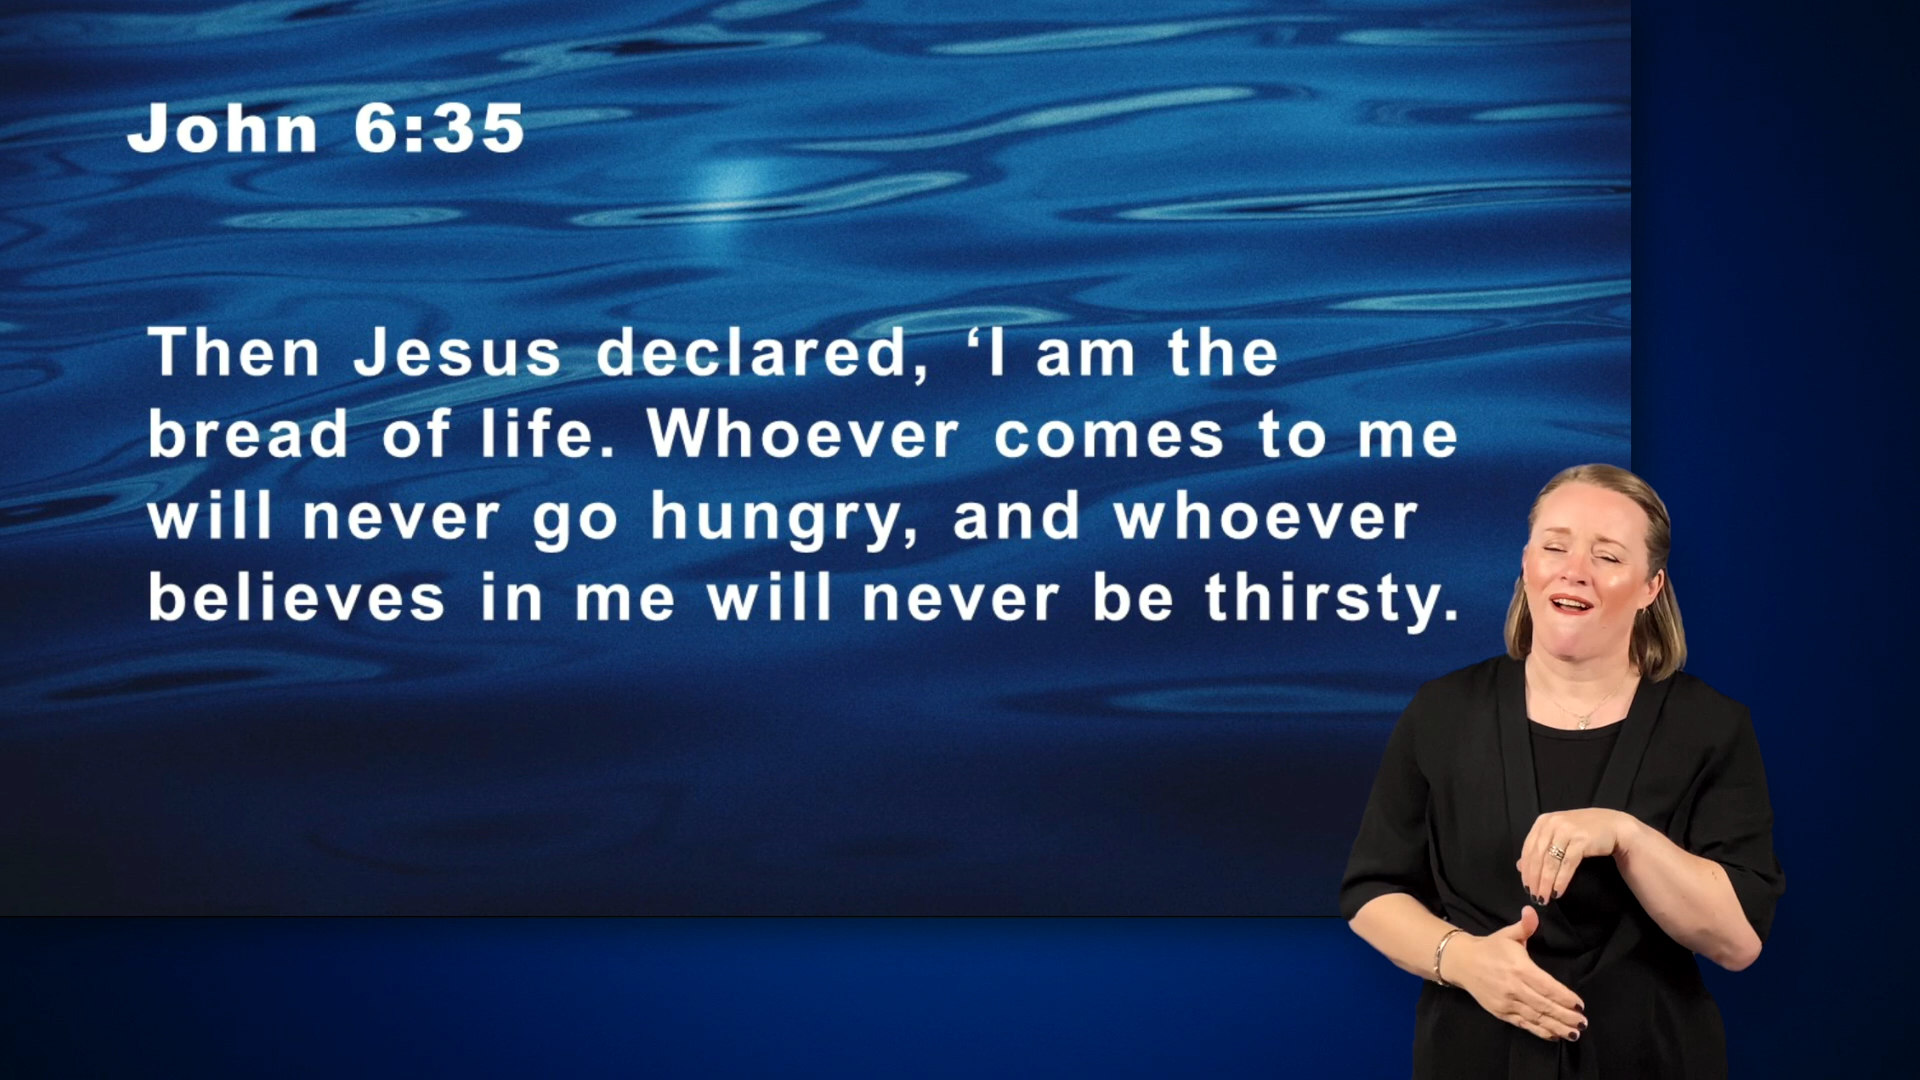 John 6:35
Then Jesus declared, ‘I am the
bread of life. Whoever comes to me
will never go hungry, and whoever
believes in me will never be thirsty.